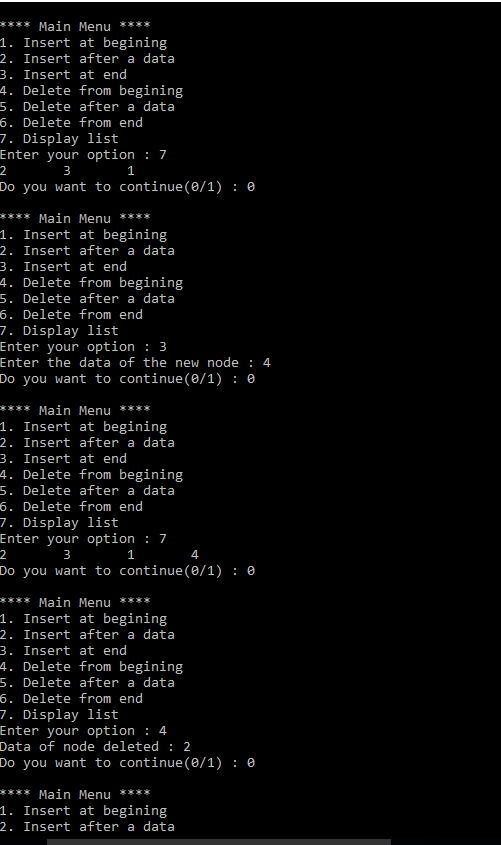 **** Main Menu ****
1. Insert at begining
2. Insert after a data
3. Insert at end
4. Delete from begining
5. Delete after a data
6. Delete from end
7. Display list
Enter your option : 7
2 3 1
Do you want to continue(0/1) : 0
**** Main Menu ****
1. Insert at begining
2. Insert after a data
3. Insert at end
4. Delete from begining
5. Delete after a data
6. Delete from end
7. Display list
Enter your option : 3
Enter the data of the new node : 4
Do you want to continue(0/1) : 0
**** Main Menu ****
1. Insert at begining
2. Insert after a data
3. Insert at end
4. Delete from begining
5. Delete after a data
6. Delete from end
7. Display list
Enter your option : 7
2 3 1 4
Do you want to continue(0/1) : 0
**** Main Menu ****
1. Insert at begining
2. Insert after a data
3. Insert at end
4. Delete from begining
5. Delete after a data
6. Delete from end
7. Display list
Enter your option : 4
Data of node deleted : 2
Do you want to continue(0/1) : 0
**** Main Menu ****
1. Insert at begining
2. Insert after a data